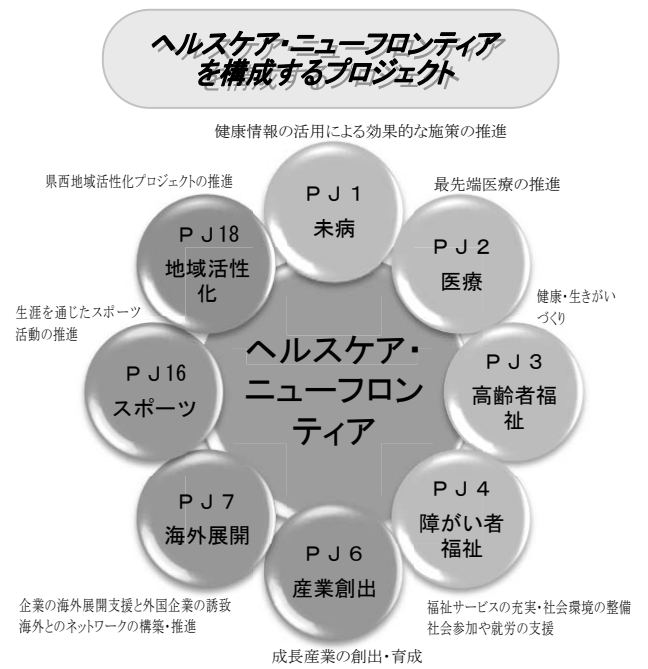 ヘルスケア・ニューフロンティア
を構成するプロジェクト
健康情報の活用による効果的な施策の推進
ＰＪ１
未病
最先端医療の推進
ＰＪ２
医療
健康・生きがい
づくり
ＰＪ３
高齢者福
祉
ＰＪ４
障がい者
福祉
福祉サービスの充実・社会環境の整備
社会参加や就労の支援
ＰＪ６
産業創出
成長産業の創出・育成
ＰＪ７
海外展開
企業の海外展開支援と外国企業の誘致
海外とのネットワークの構築・推進
ＰＪ16
スポーツ
生涯を通じたスポーツ
活動の推進
ＰＪ18
地域活性
化
県西地域活性化プロジェクトの推進
ヘルスケア・
ニューフロン
ティア